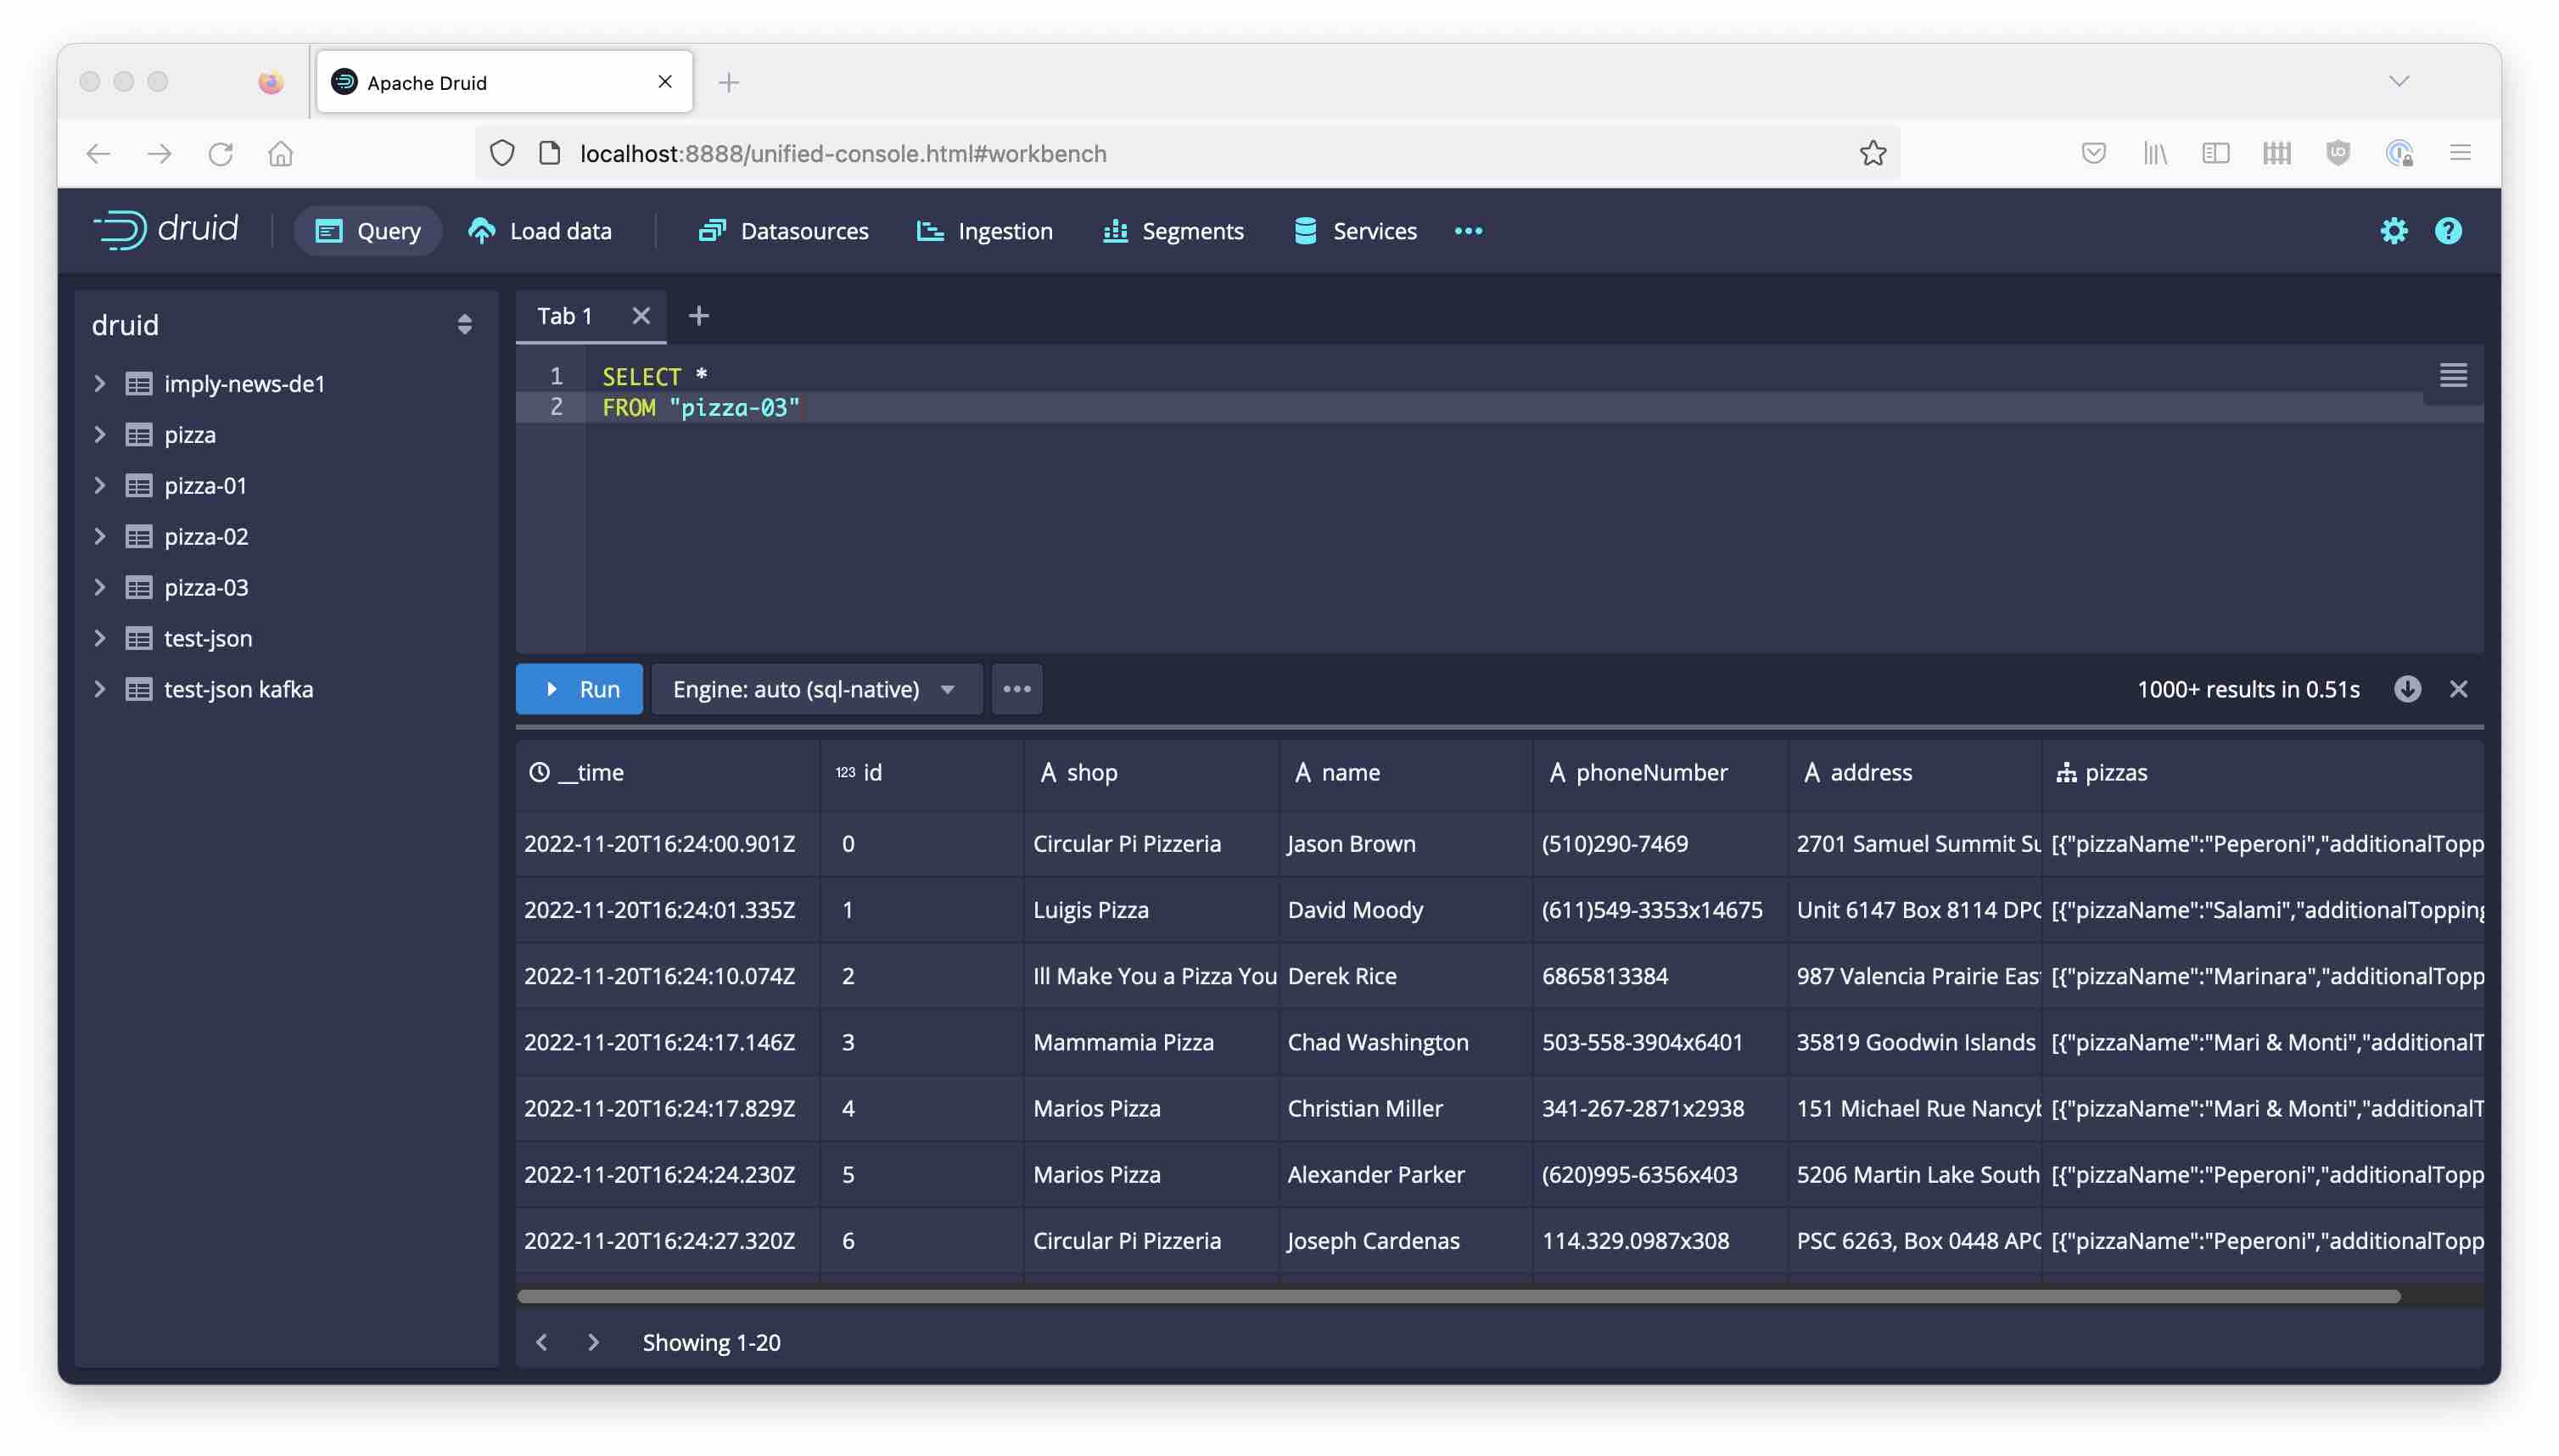 Apache Druid
localhost:8888/unified-console.html#workbench
druid Query Load data Datasources Ingestion Segments Services
druid
imply-news-de1
pizza
pizza-01
pizza-02
pizza-03
test-json
test-json kafka
Tab 1
1 SELECT *
2 FROM "pizza-03"
Run Engine: auto (sql-native) 1000+ results in 0.51s
__time 123 id A shop A name A phoneNumber A address pizzas
2022-11-20T16:24:00.901Z 0 Circular Pi Pizzeria Jason Brown (510)290-7469 2701 Samuel Summit Su [{"pizzaName":"Peperoni","additionalTopp
2022-11-20T16:24:01.335Z 1 Luigis Pizza David Moody (611)549-3353x14675 Unit 6147 Box 8114 DPO [{"pizzaName":"Salami","additionalTopping
2022-11-20T16:24:10.074Z 2 Ill Make You a Pizza You Derek Rice 6865813384 987 Valencia Prairie East [{"pizzaName":"Marinara","additionalTopp
2022-11-20T16:24:17.146Z 3 Mammamia Pizza Chad Washington 503-558-3904x6401 35819 Goodwin Islands [{"pizzaName":"Mari & Monti","additionalT
2022-11-20T16:24:17.829Z 4 Marios Pizza Christian Miller 341-267-2871x2938 151 Michael Rue Nancyb [{"pizzaName":"Mari & Monti","additionalT
2022-11-20T16:24:24.230Z 5 Marios Pizza Alexander Parker (620)995-6356x403 5206 Martin Lake South [{"pizzaName":"Peperoni","additionalTopp
2022-11-20T16:24:27.320Z 6 Circular Pi Pizzeria Joseph Cardenas 114.329.0987x308 PSC 6263, Box 0448 APO [{"pizzaName":"Peperoni","additionalTopp
Showing 1-20